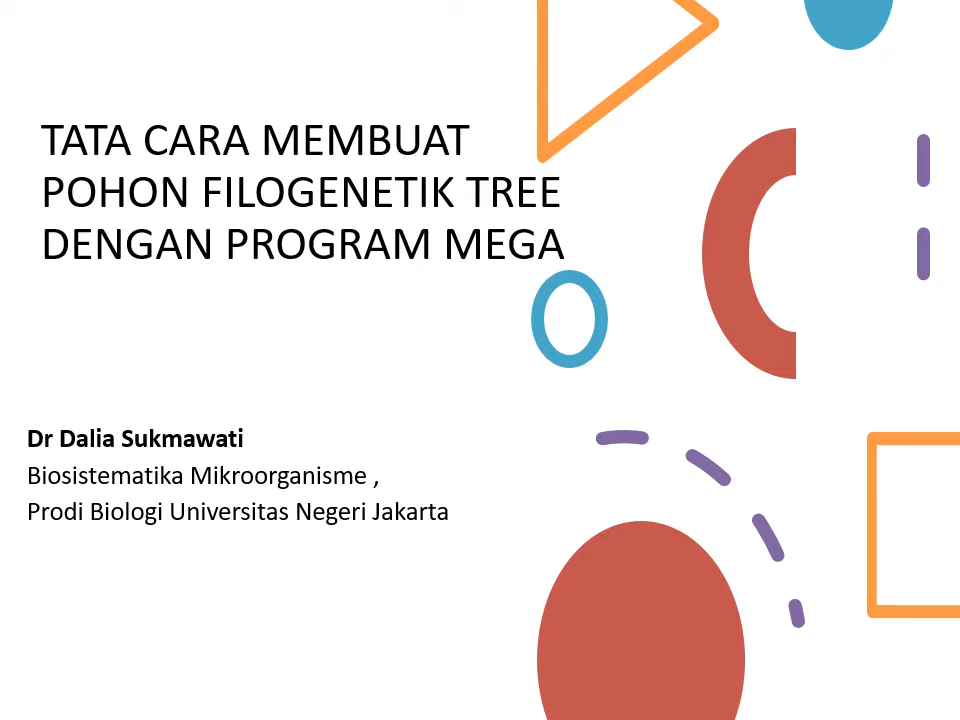 TATA CARA MEMBUAT
POHON FILOGENETIK TREE
DENGAN PROGRAM MEGA
Dr Dalia Sukmawati
Biosistematika Mikroorganisme ,
Prodi Biologi Universitas Negeri Jakarta